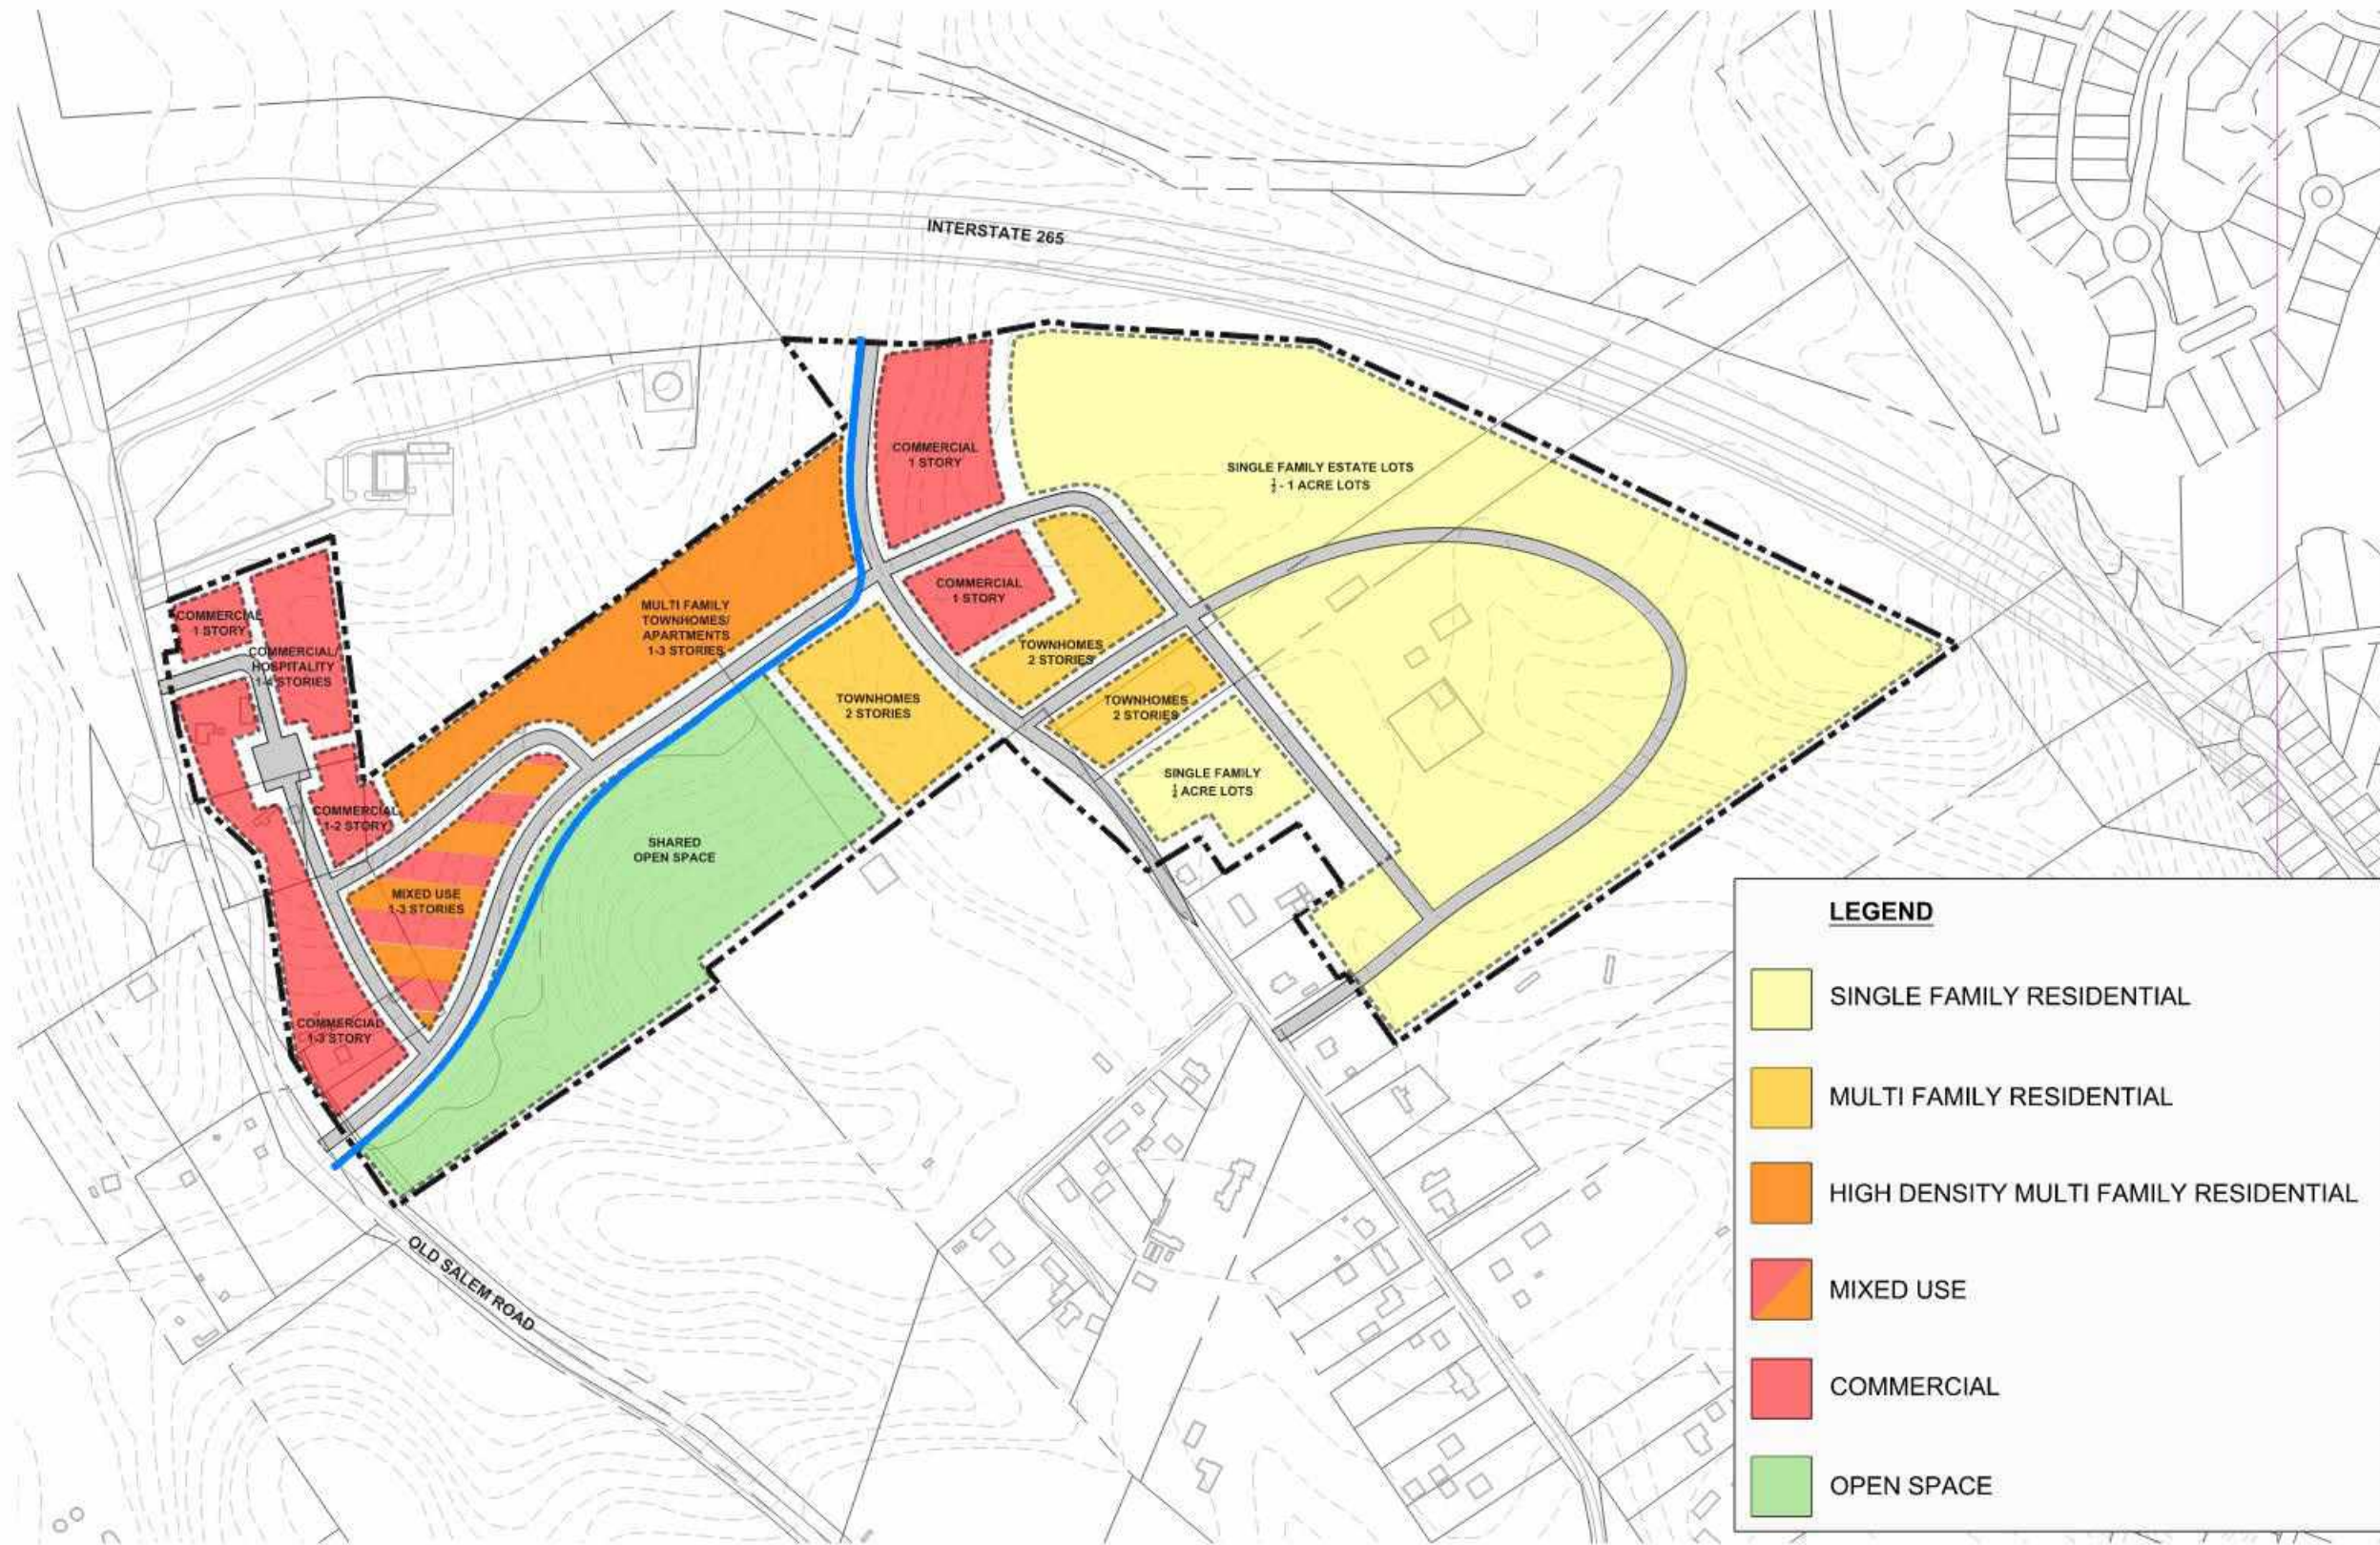 INTERSTATE 265
COMMERCIAL
1 STORY
SINGLE FAMILY ESTATE LOTS
½ - 1 ACRE LOTS
COMMERCIAL
1 STORY
MULTI FAMILY
TOWNHOMES/
APARTMENTS
1-3 STORIES
COMMERCIAL
1 STORY
COMMERCIAL/
HOSPITALITY
1-4 STORIES
TOWNHOMES
2 STORIES
TOWNHOMES
2 STORIES
TOWNHOMES
2 STORIES
SINGLE FAMILY
ACRE LOTS
COMMERCIAL
1-2 STORY
SHARED
OPEN SPACE
MIXED USE
1-3 STORIES
COMMERCIAL
1-3 STORY
OLD SALEM ROAD
LEGEND
SINGLE FAMILY RESIDENTIAL
MULTI FAMILY RESIDENTIAL
HIGH DENSITY MULTI FAMILY RESIDENTIAL
MIXED USE
COMMERCIAL
OPEN SPACE